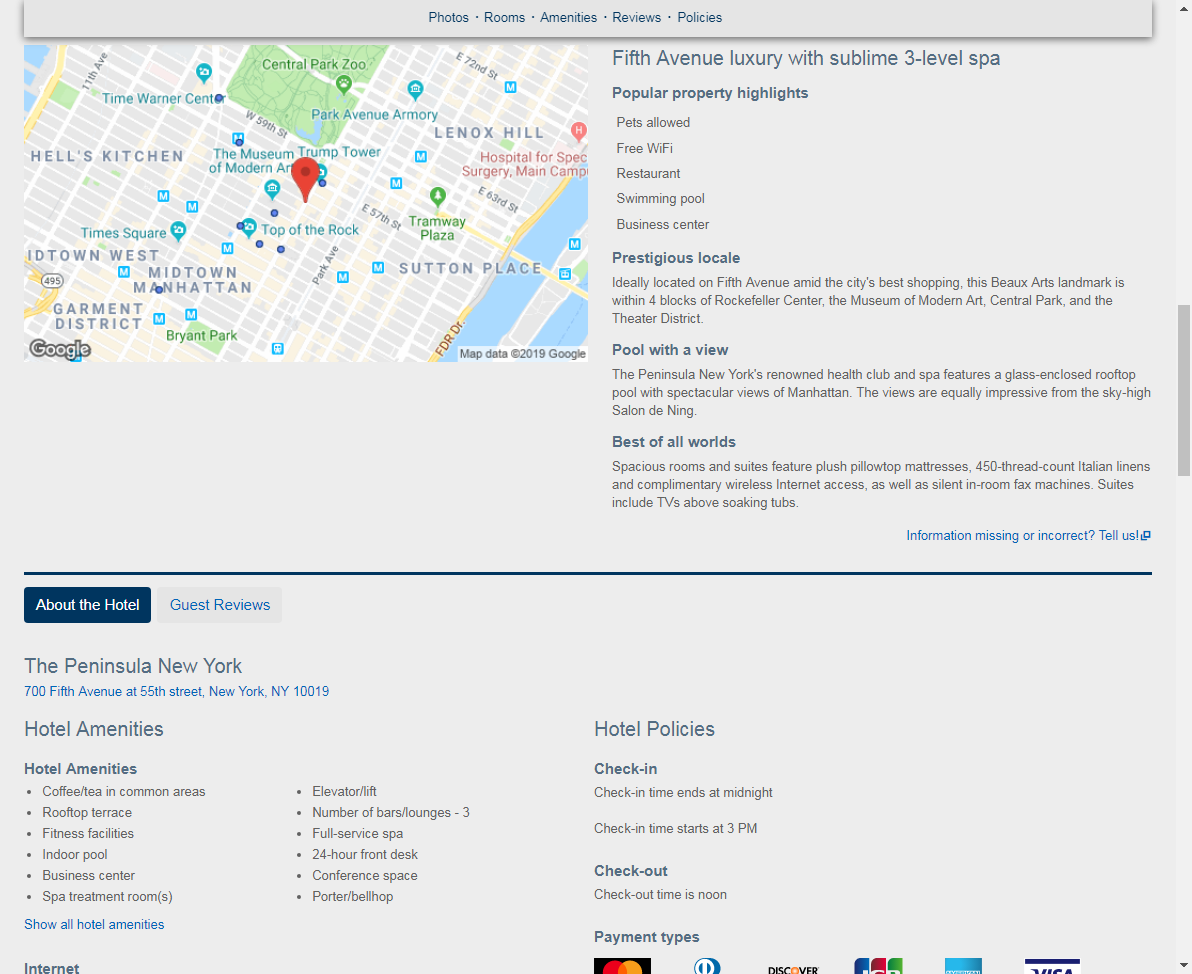 Photos · Rooms · Amenities · Reviews · Policies
11th Ave
Central Park Zoo
E 72nd St
Time Warner Center
Park Avenue Armory
W 59th St
LENOX HILL
HELL'S KITCHEN
The Museum
of Modern Art
Trump Tower
Hospital for Spec
Surgery, Main Campu
E 63rd St
E 57th St
Tramway
Plaza
Times Square
Top of the Rock
IDTOWN WEST
Park Ave
SUTTON PLACE
495
MIDTOWN
MANHATTAN
GARMENT
DISTRICT
Bryant Park
FDR Dr.
Google
Map data ©2019 Google
Fifth Avenue luxury with sublime 3-level spa
Popular property highlights
Pets allowed
Free WiFi
Restaurant
Swimming pool
Business center
Prestigious locale
Ideally located on Fifth Avenue amid the city's best shopping, this Beaux Arts landmark is
within 4 blocks of Rockefeller Center, the Museum of Modern Art, Central Park, and the
Theater District.
Pool with a view
The Peninsula New York's renowned health club and spa features a glass-enclosed rooftop
pool with spectacular views of Manhattan. The views are equally impressive from the sky-high
Salon de Ning.
Best of all worlds
Spacious rooms and suites feature plush pillowtop mattresses, 450-thread-count Italian linens
and complimentary wireless Internet access, as well as silent in-room fax machines. Suites
include TVs above soaking tubs.
Information missing or incorrect? Tell us!
About the Hotel
Guest Reviews
The Peninsula New York
700 Fifth Avenue at 55th street, New York, NY 10019
Hotel Amenities
Hotel Amenities
• Coffee/tea in common areas
• Rooftop terrace
• Fitness facilities
• Indoor pool
• Business center
• Spa treatment room(s)
• Elevator/lift
• Number of bars/lounges - 3
• Full-service spa
• 24-hour front desk
• Conference space
• Porter/bellhop
Show all hotel amenities
Internet
Hotel Policies
Check-in
Check-in time ends at midnight
Check-in time starts at 3 PM
Check-out
Check-out time is noon
Payment types
DISCOVER
JCB
VISA